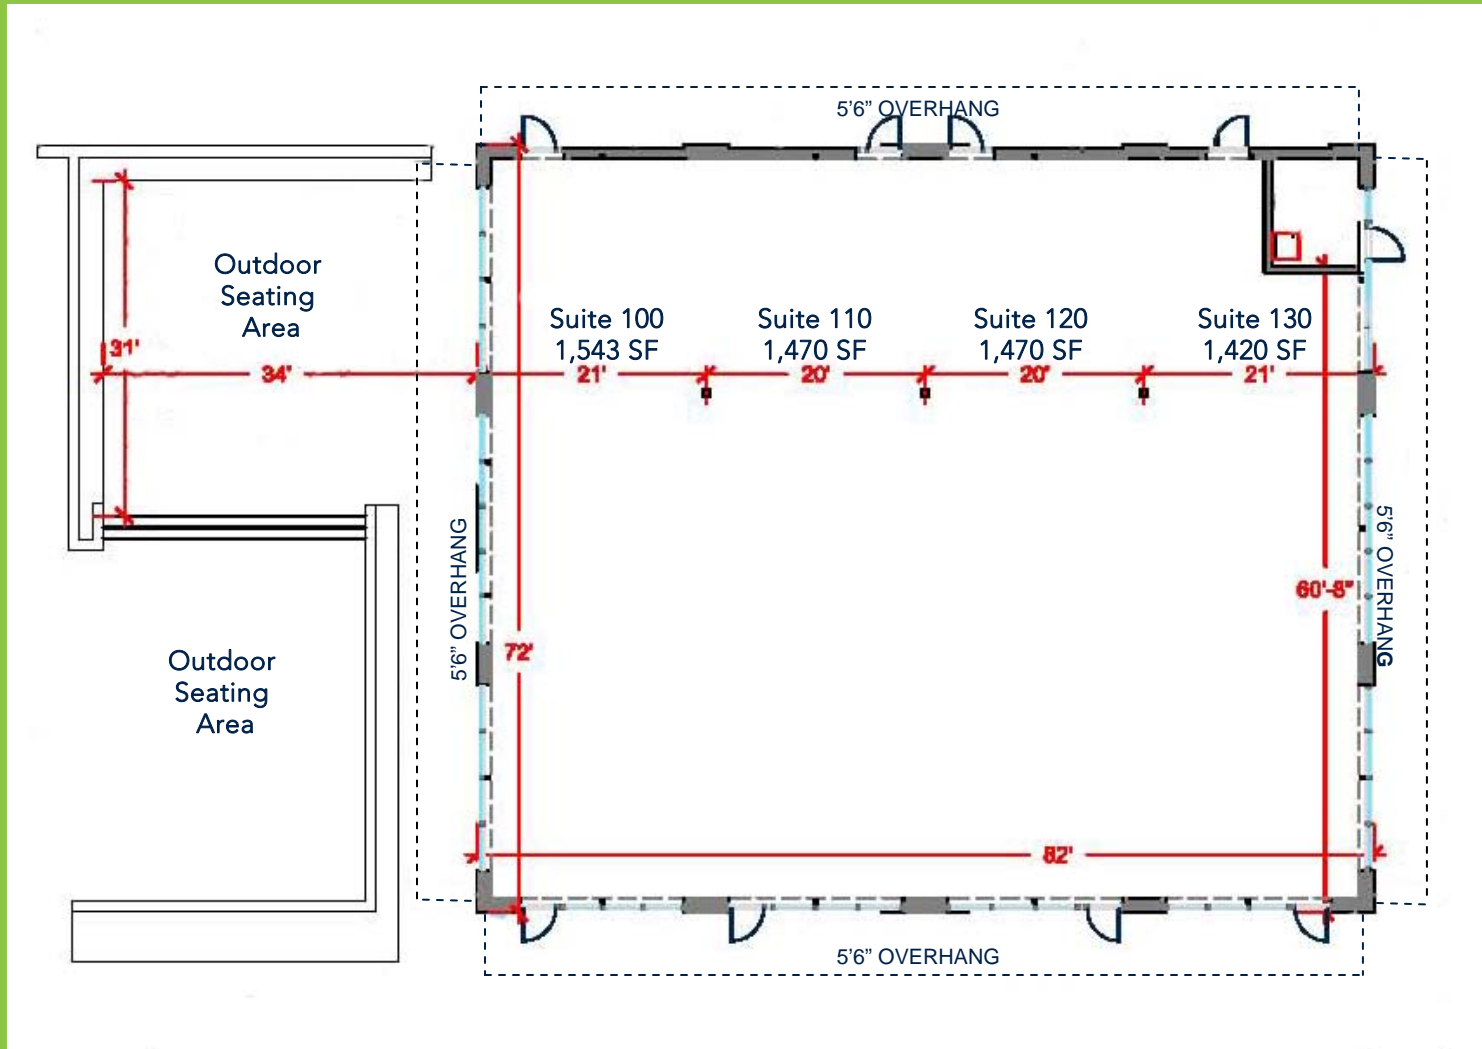 5’6” OVERHANG
Outdoor
Seating
Area
Suite 100
1,543 SF
Suite 110
1,470 SF
Suite 120
1,470 SF
Suite 130
1,420 SF
31'
34'
21'
20'
20'
21'
5’6” OVERHANG
5’6” OVERHANG
60'-8"
72'
Outdoor
Seating
Area
82'
5’6” OVERHANG